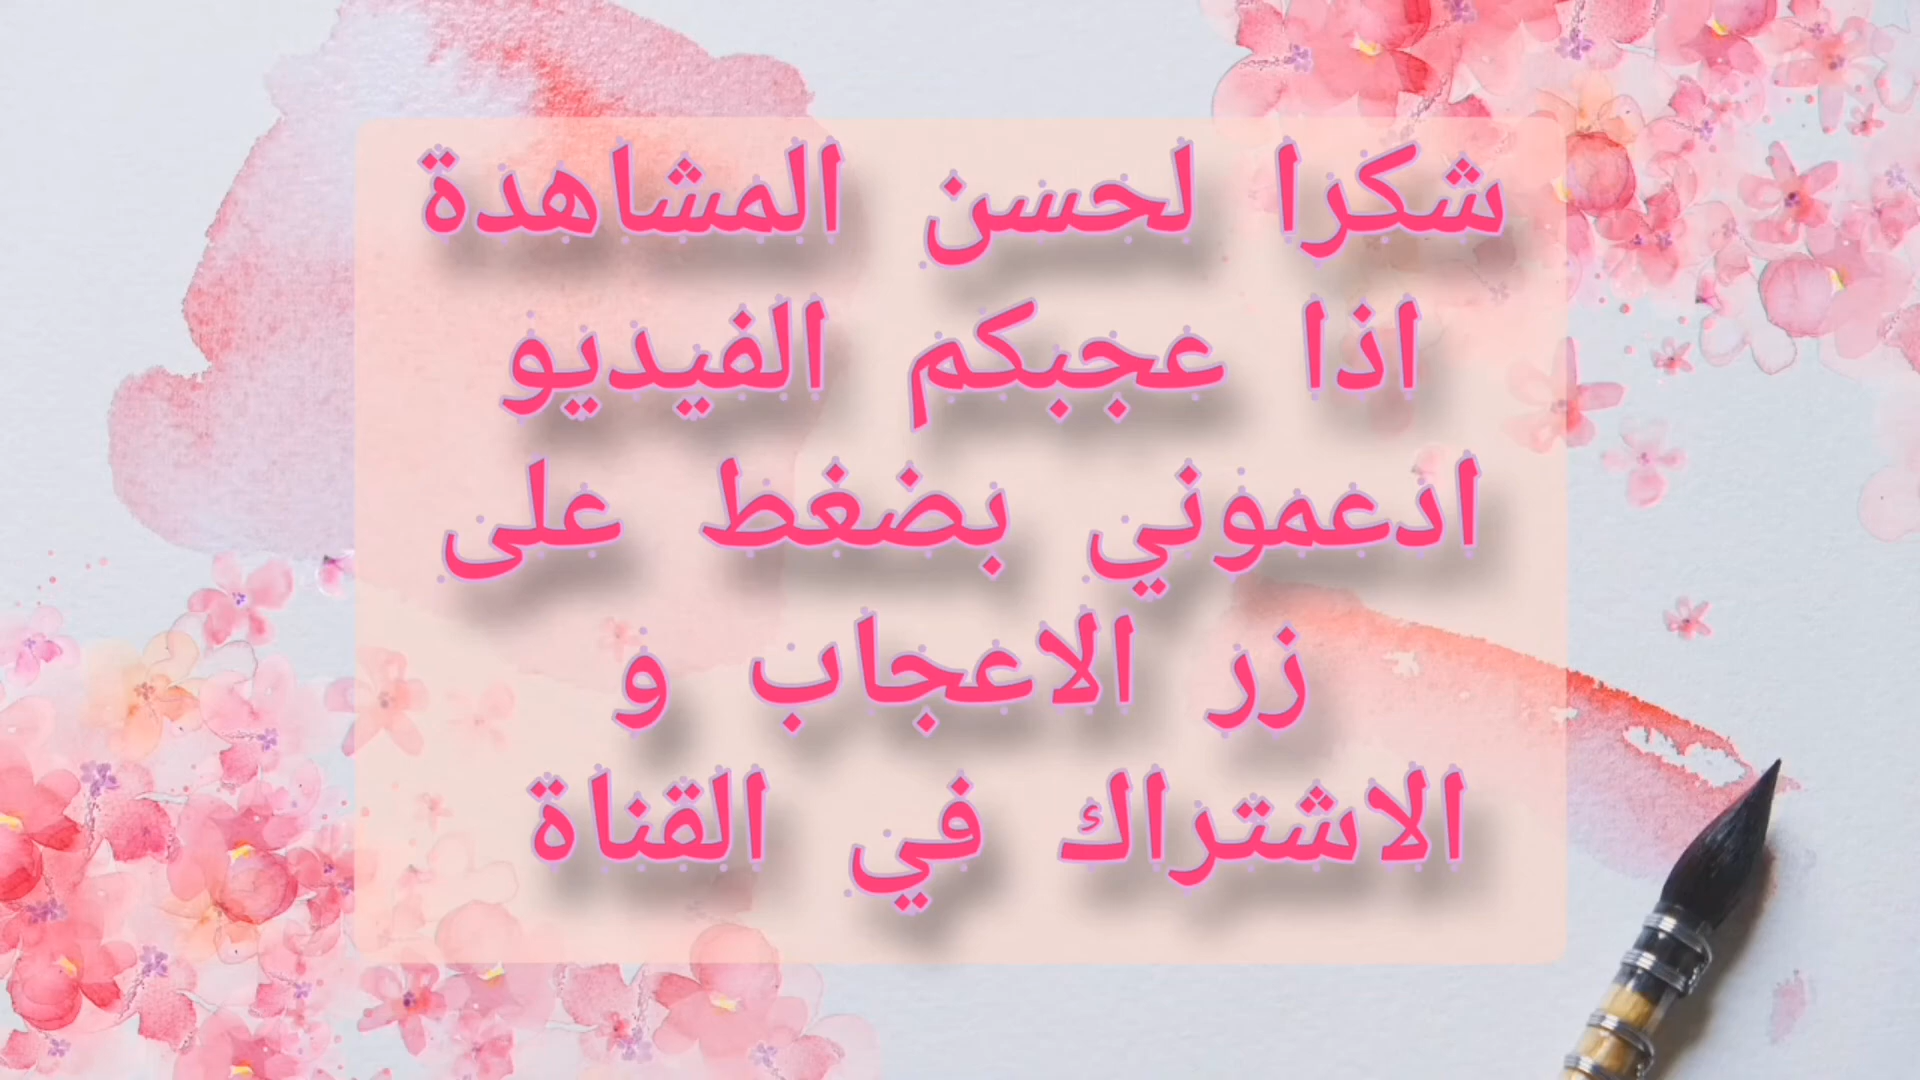 شكرا لحسن المشاهدة
اذا عجبكم الفيديو
ادعموني بضغط على
زر الاعجاب و
الاشتراك في القناة